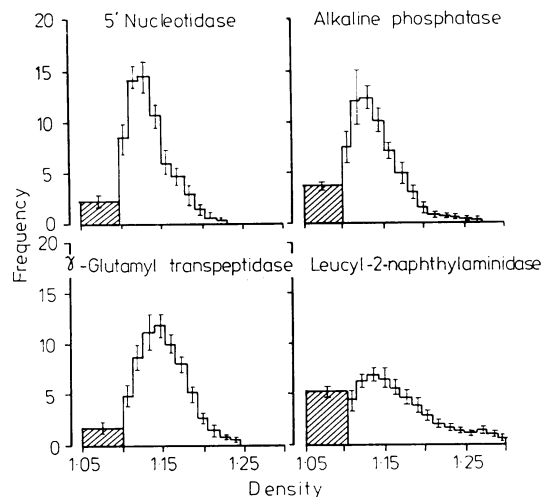 5' Nucleotidase
Alkaline phosphatase
20
15
10
5
0
γ-Glutamyl transpeptidase
Leucyl-2-naphthylaminidase
20
15
10
5
0
Frequency
1·05
1·15
1·25
1·05
1·15
1·25
Density